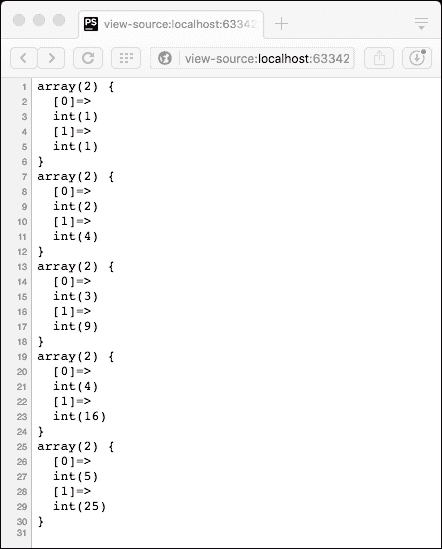 PS view-source:localhost:63342
view-source:localhost:63342
1 array(2) {
2   [0]=>
3   int(1)
4   [1]=>
5   int(1)
6 }
7 array(2) {
8   [0]=>
9   int(2)
10   [1]=>
11   int(4)
12 }
13 array(2) {
14   [0]=>
15   int(3)
16   [1]=>
17   int(9)
18 }
19 array(2) {
20   [0]=>
21   int(4)
22   [1]=>
23   int(16)
24 }
25 array(2) {
26   [0]=>
27   int(5)
28   [1]=>
29   int(25)
30 }
31